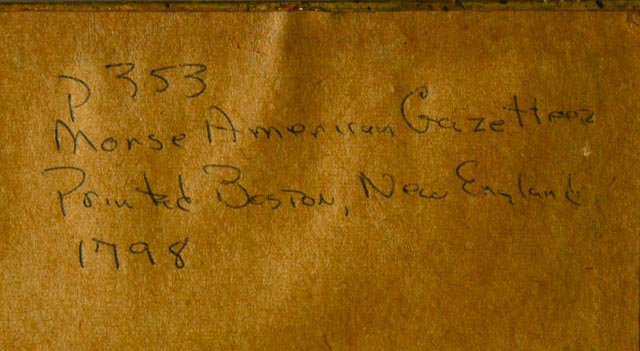 p 353
Morse American Gazetteer
Printed Boston, New England
1798